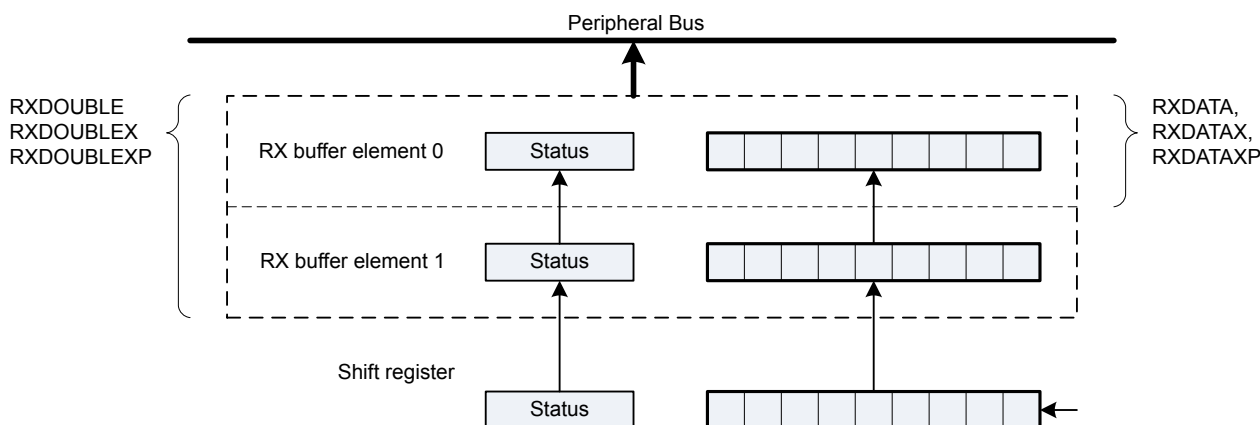 Peripheral Bus
RXDOUBLE
RXDOUBLEX
RXDOUBLEXP
RXDATA,
RXDATAX,
RXDATAXP
RX buffer element 0
Status
RX buffer element 1
Status
Shift register
Status